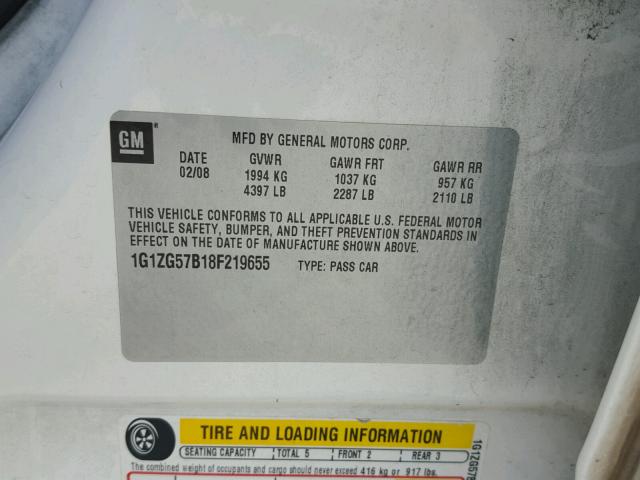 GM
MFD BY GENERAL MOTORS CORP.
DATE GVWR GAWR FRT GAWR RR
02/08 1994 KG 1037 KG 957 KG
4397 LB 2287 LB 2110 LB
THIS VEHICLE CONFORMS TO ALL APPLICABLE U.S. FEDERAL MOTOR
VEHICLE SAFETY, BUMPER, AND THEFT PREVENTION STANDARDS IN
EFFECT ON THE DATE OF MANUFACTURE SHOWN ABOVE.
1G1ZG57B18F219655 TYPE: PASS CAR
TIRE AND LOADING INFORMATION
SEATING CAPACITY TOTAL 5 FRONT 2 REAR 3
The combined weight of occupants and cargo should never exceed 416 kg or 917 lbs.
1G1ZG57B